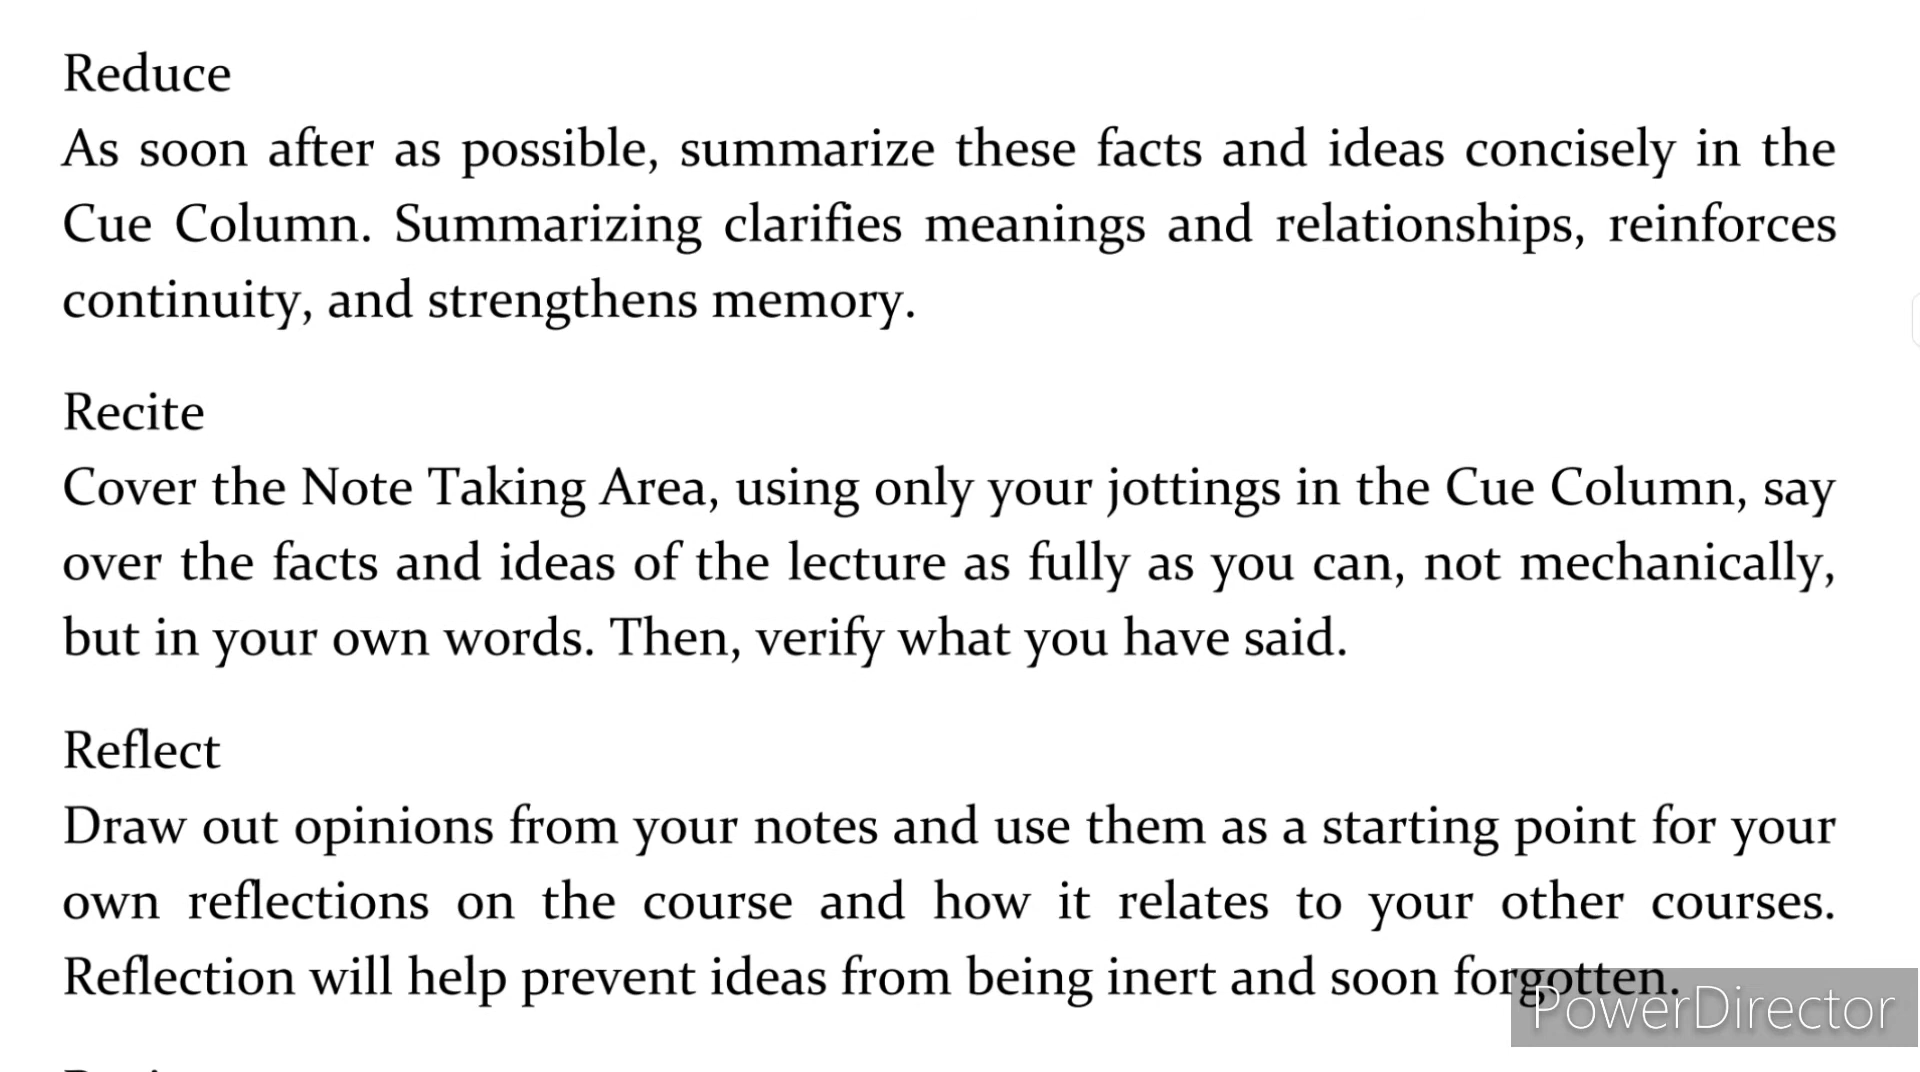 Reduce
As soon after as possible, summarize these facts and ideas concisely in the
Cue Column. Summarizing clarifies meanings and relationships, reinforces
continuity, and strengthens memory.
Recite
Cover the Note Taking Area, using only your jottings in the Cue Column, say
over the facts and ideas of the lecture as fully as you can, not mechanically,
but in your own words. Then, verify what you have said.
Reflect
Draw out opinions from your notes and use them as a starting point for your
own reflections on the course and how it relates to your other courses.
Reflection will help prevent ideas from being inert and soon forgotten.
PowerDirector